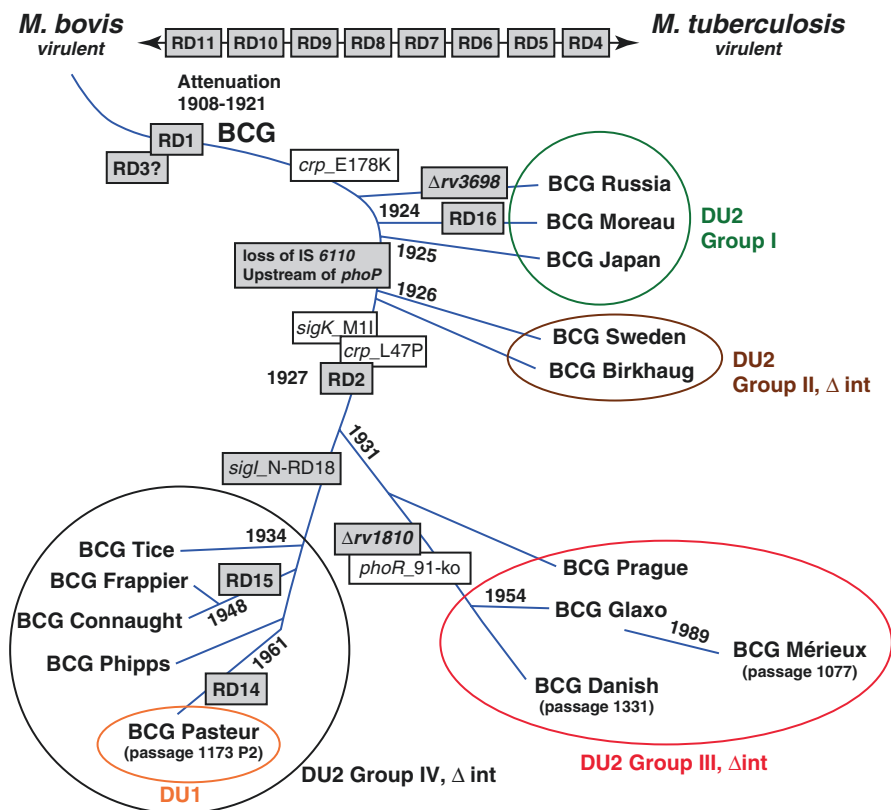 M. bovis
virulent
RD11 RD10 RD9 RD8 RD7 RD6 RD5 RD4
M. tuberculosis
virulent
Attenuation
1908-1921
BCG
RD1
RD3?
crp_E178K
Δrv3698
BCG Russia
1924
RD16
BCG Moreau
1925
BCG Japan
DU2
Group I
loss of IS 6110
Upstream of phoP
1926
BCG Sweden
BCG Birkhaug
DU2
Group II, Δ int
sigK_M1I
crp_L47P
1927
RD2
1931
sigI_N-RD18
1934
BCG Tice
BCG Frappier
RD15
1948
BCG Connaught
BCG Phipps
1961
RD14
BCG Pasteur
(passage 1173 P2)
DU1
DU2 Group IV, Δ int
Δrv1810
phoR_91-ko
BCG Prague
1954
BCG Glaxo
1989
BCG Mérieux
(passage 1077)
BCG Danish
(passage 1331)
DU2 Group III, Δint